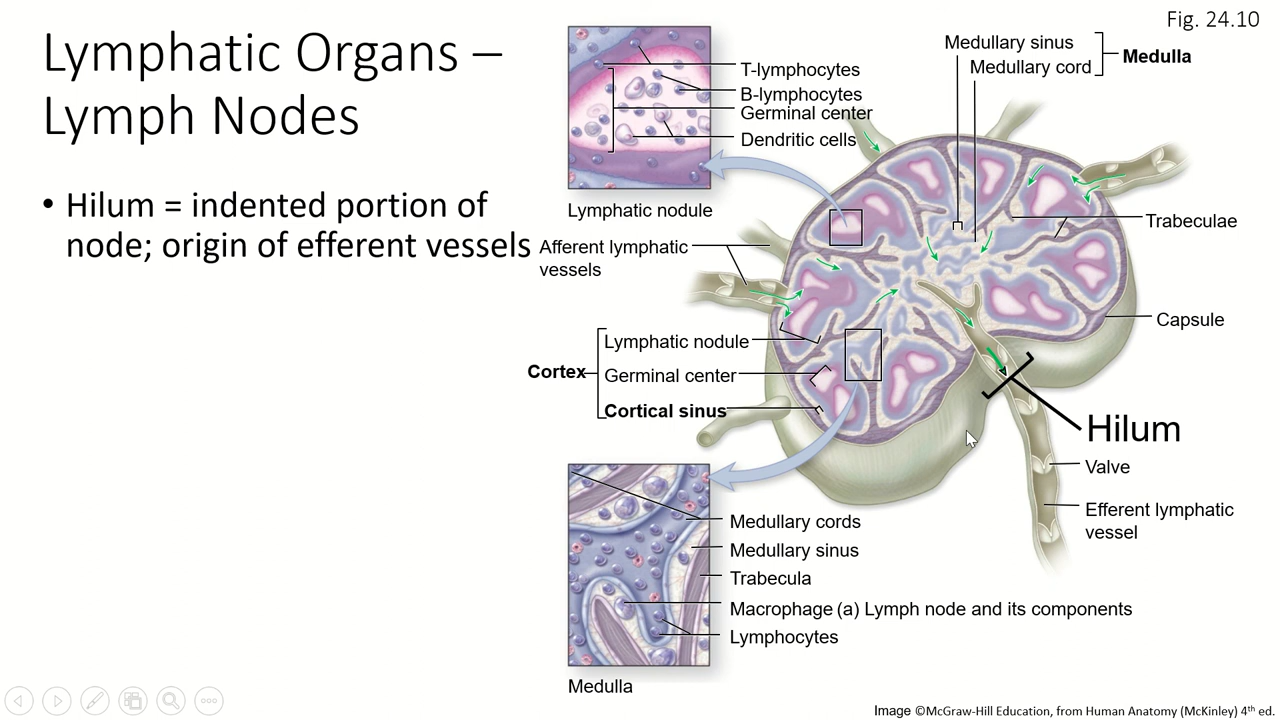 Fig. 24.10
Lymphatic Organs –
Lymph Nodes
• Hilum = indented portion of
node; origin of efferent vessels
T-lymphocytes
B-lymphocytes
Germinal center
Dendritic cells
Lymphatic nodule
Medullary sinus
Medullary cord
Medulla
Trabeculae
Afferent lymphatic
vessels
Capsule
Cortex
Lymphatic nodule
Germinal center
Cortical sinus
Hilum
Valve
Efferent lymphatic
vessel
Medullary cords
Medullary sinus
Trabecula
Macrophage (a) Lymph node and its components
Lymphocytes
Medulla
Image ©McGraw-Hill Education, from Human Anatomy (McKinley) 4th ed.